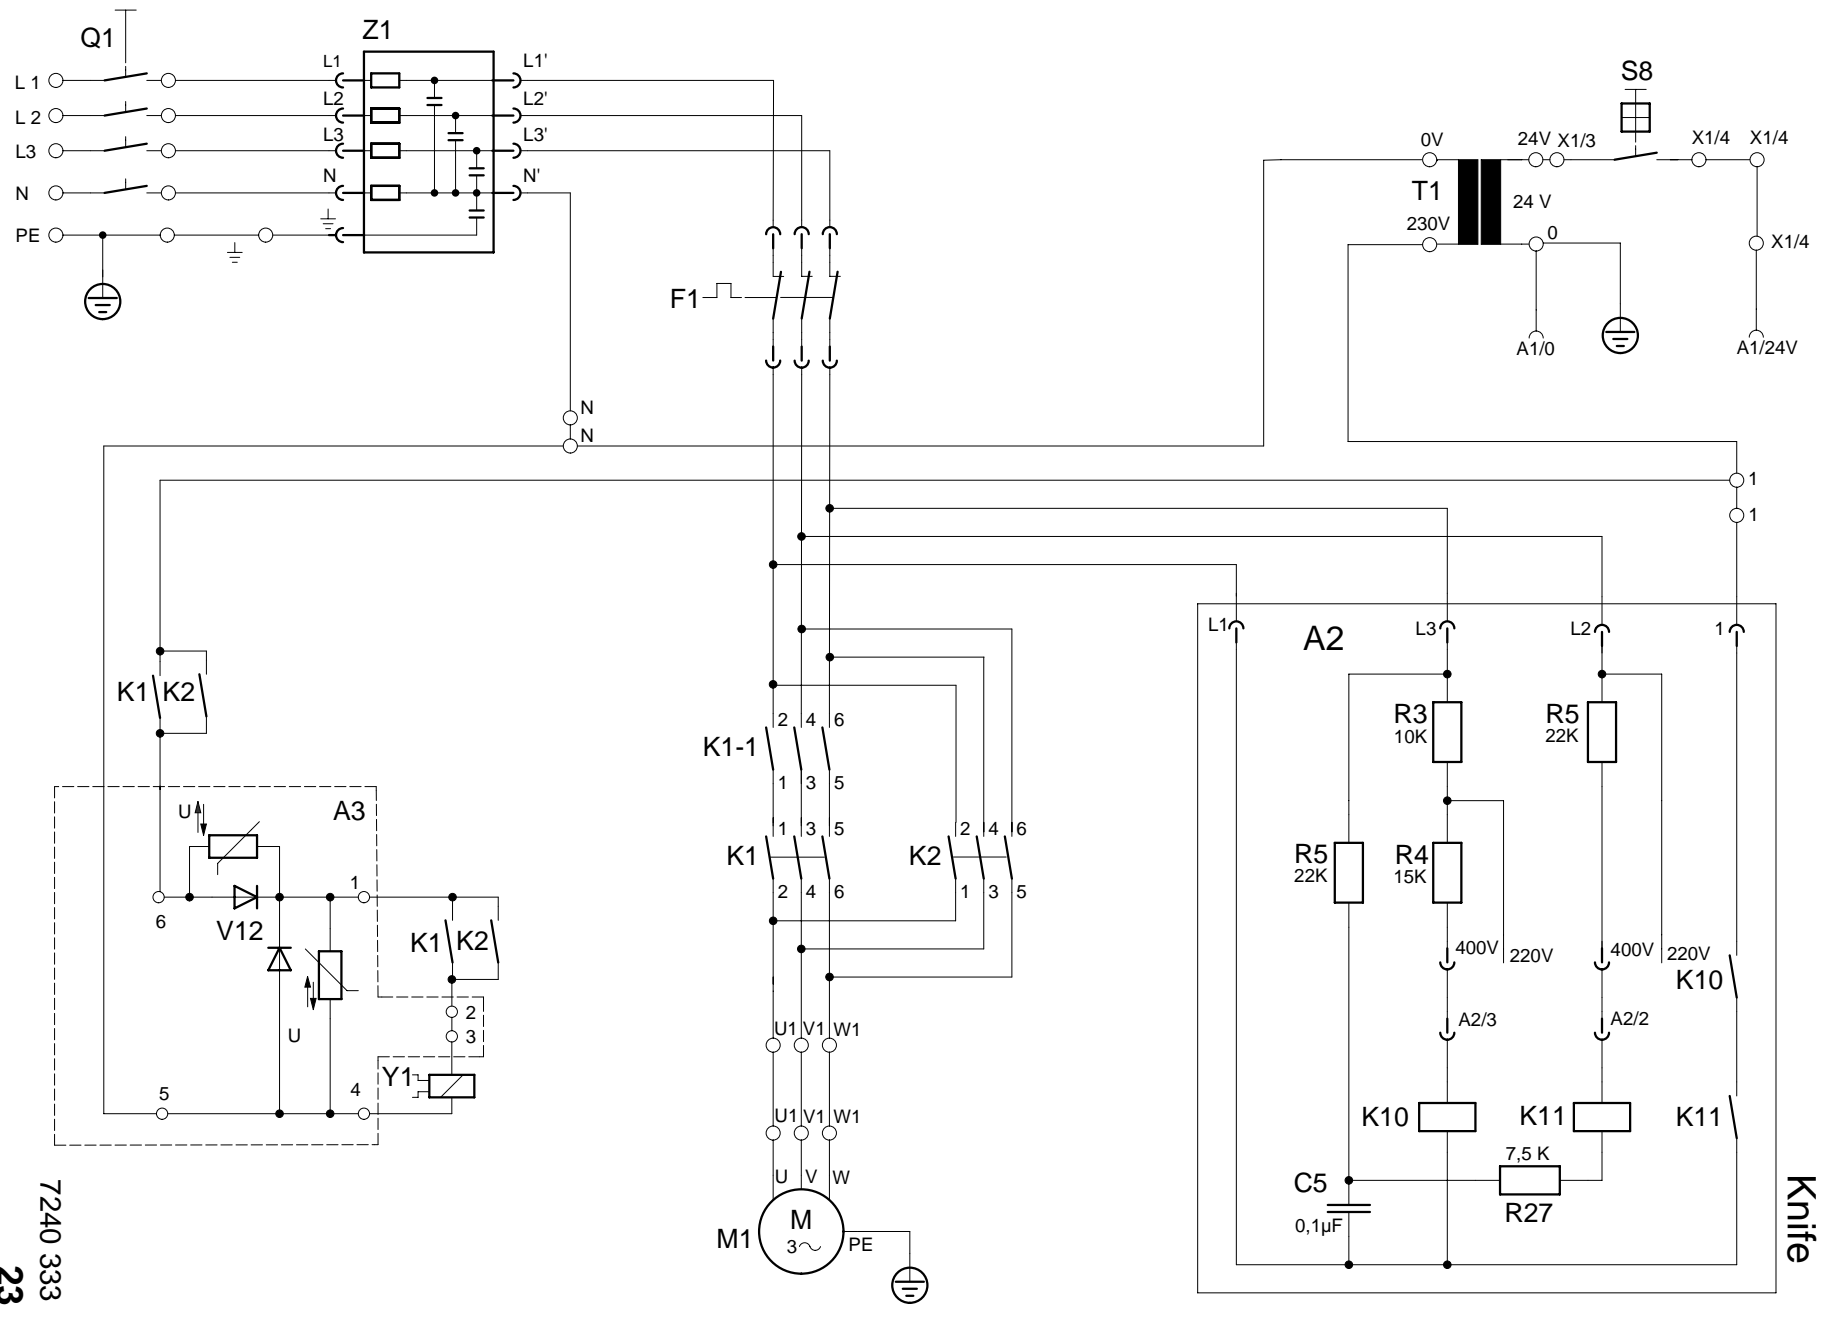 Q1
Z1
L 1
L1
L1'
L 2
L2
L2'
L3
L3
L3'
N
N
N'
PE
S8
0V
24V
X1/3
X1/4
X1/4
T1
24 V
230V
0
X1/4
A1/0
A1/24V
F1
N
N
1
1
L1
A2
L3
L2
1
K1
K2
2
4
6
K1-1
1
3
5
R3
10K
R5
22K
A3
U
1
3
5
K1
2
4
6
2
4
6
K2
1
3
5
R5
22K
R4
15K
6
V12
1
K1
K2
400V
220V
400V
220V
K10
2
3
U
A2/3
A2/2
U1
V1
W1
Y1
5
4
U1
V1
W1
K10
K11
K11
7,5 K
R27
C5
0,1µF
U
V
W
M
3
M1
PE
Knife
7240 333
23